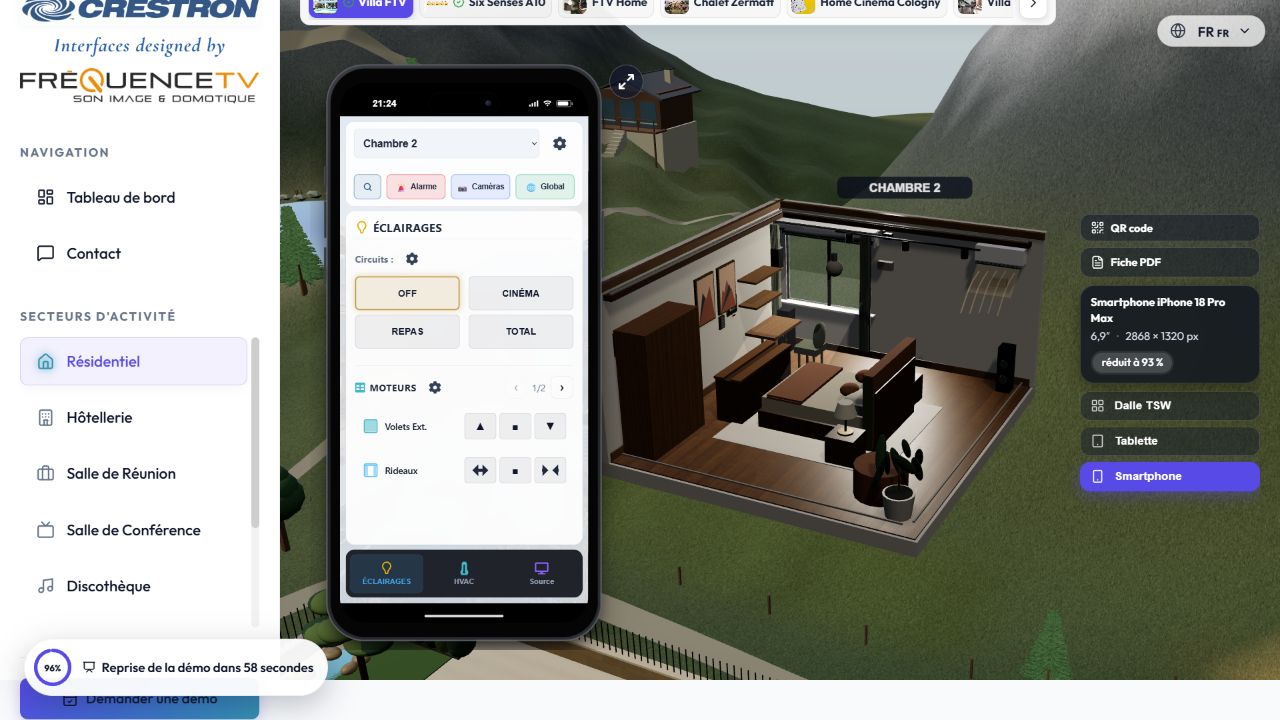 CRESTRON
Interfaces designed by
FRÉQUENCETV
SON IMAGE & DOMOTIQUE
NAVIGATION
Tableau de bord
Contact
SECTEURS D'ACTIVITÉ
Résidentiel
Hôtellerie
Salle de Réunion
Salle de Conférence
Discothèque
96%
Reprise de la démo dans 58 secondes
Demander une démo
Villa FTV
Six Senses A10
FTV Home
Chalet Zermatt
Home Cinema Cologny
Villa
FR FR
21:24
Chambre 2
Alarme
Caméras
Global
ÉCLAIRAGES
Circuits :
OFF
CINÉMA
REPAS
TOTAL
MOTEURS
1/2
Volets Ext.
Rideaux
ÉCLAIRAGES
HVAC
Source
CHAMBRE 2
QR code
Fiche PDF
Smartphone iPhone 18 Pro
Max
6,9" · 2868 × 1320 px
réduit à 93 %
Dalle TSW
Tablette
Smartphone